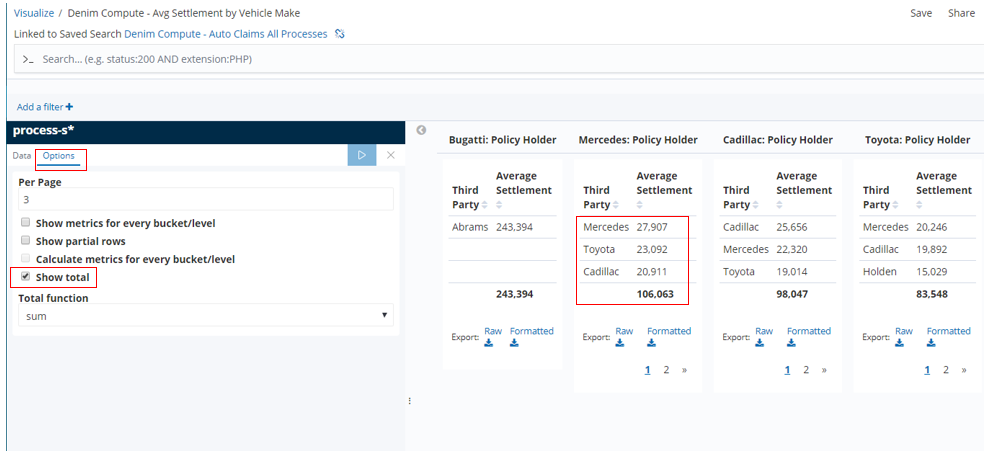 Visualize / Denim Compute - Avg Settlement by Vehicle Make Save Share
Linked to Saved Search Denim Compute - Auto Claims All Processes
>_ Search... (e.g. status:200 AND extension:PHP)
Add a filter +
process-s*
Data Options
Per Page
3
Show metrics for every bucket/level
Show partial rows
Calculate metrics for every bucket/level
Show total
Total function
sum
Bugatti: Policy Holder
Third Party Average Settlement
Abrams 243,394
243,394
Export: Raw Formatted
Mercedes: Policy Holder
Third Party Average Settlement
Mercedes 27,907
Toyota 23,092
Cadillac 20,911
106,063
Export: Raw Formatted
1 2 »
Cadillac: Policy Holder
Third Party Average Settlement
Cadillac 25,656
Mercedes 22,320
Toyota 19,014
98,047
Export: Raw Formatted
1 2 »
Toyota: Policy Holder
Third Party Average Settlement
Mercedes 20,246
Cadillac 19,892
Holden 15,029
83,548
Export: Raw Formatted
1 2 »